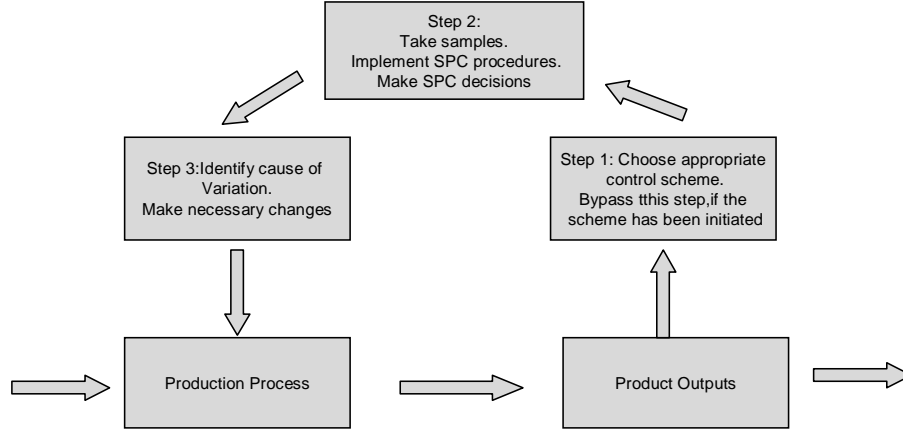 Step 2:
Take samples.
Implement SPC procedures.
Make SPC decisions
Step 3:Identify cause of
Variation.
Make necessary changes
Step 1: Choose appropriate
control scheme.
Bypass tthis step,if the
scheme has been initiated
Production Process
Product Outputs